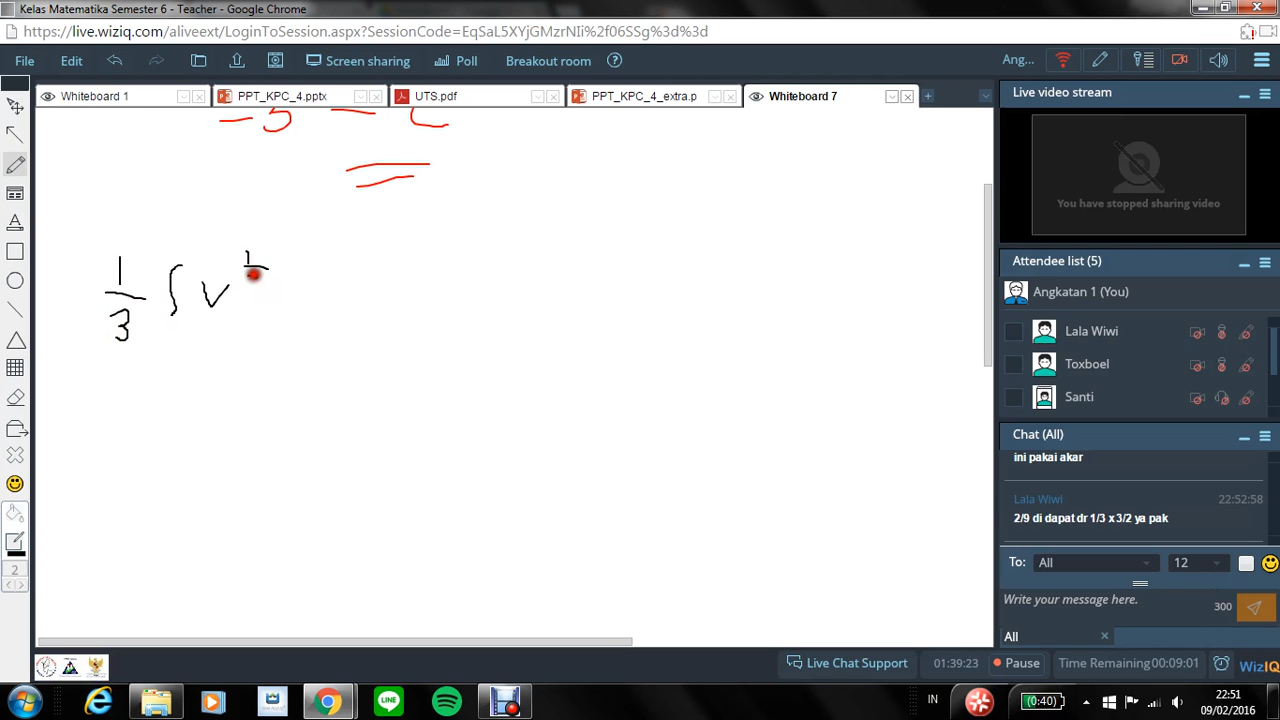 Kelas Matematika Semester 6 - Teacher - Google Chrome
https://live.wiziq.com/aliveext/LoginToSession.aspx?SessionCode=EqSaL5XYjGMzrNIi%2f06SSg%3d%3d
File Edit Screen sharing Poll Breakout room ? Ang...
Whiteboard 1 PPT_KPC_4.pptx UTS.pdf PPT_KPC_4_extra.p Whiteboard 7 +
Live video stream
You have stopped sharing video
Attendee list (5)
Angkatan 1 (You)
Lala Wiwi
Toxboel
Santi
Chat (All)
ini pakai akar
Lala Wiwi 22:52:58
2/9 di dapat dr 1/3 x 3/2 ya pak
To: All 12
Write your message here. 300
All
1
3 ∫ v 1
2
Live Chat Support 01:39:23 Pause Time Remaining 00:09:01 WizIQ
IN (0:40) 22:51
09/02/2016